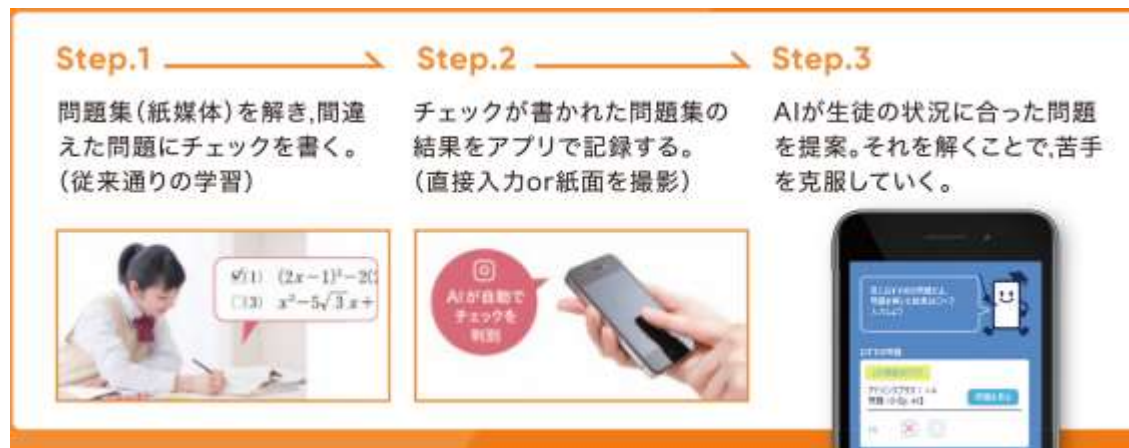 Step.1
問題集(紙媒体)を解き,間違
えた問題にチェックを書く。
(従来通りの学習)
(1) (2x−1)²−2(
(3) x²−5√3x+
Step.2
チェックが書かれた問題集の
結果をアプリで記録する。
(直接入力or紙面を撮影)
AIが自動で
チェックを
判別
Step.3
AIが生徒の状況に合った問題
を提案。それを解くことで,苦手
を克服していく。